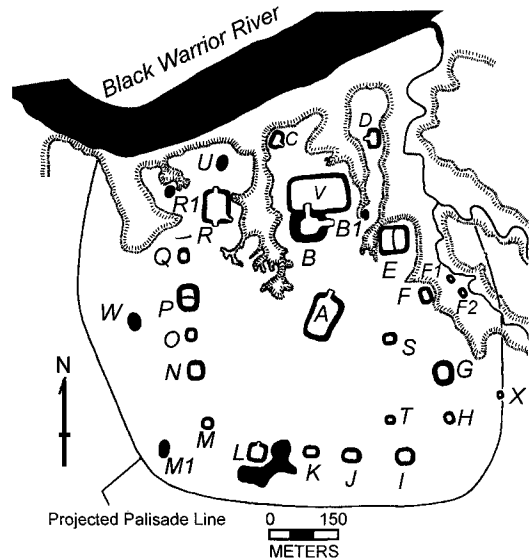 Black Warrior River
C
D
U
V
R1
R
B1
B
Q
E
F1
F
F2
P
A
W
O
S
N
G
X
M
T
H
M1
L
K
J
I
N
Projected Palisade Line
0 150
METERS